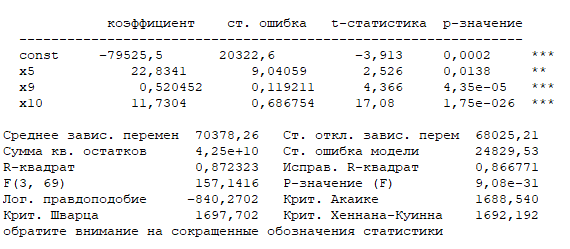 коэффициент ст. ошибка t-статистика p-значение
----------------------------------------------------------------
const −79525,5 20322,6 −3,913 0,0002 ***
x5 22,8341 9,04059 2,526 0,0138 **
x9 0,520452 0,119211 4,366 4,35e-05 ***
x10 11,7304 0,686754 17,08 1,75e-026 ***
Среднее завис. перемен 70378,26 Ст. откл. завис. перем 68025,21
Сумма кв. остатков 4,25e+10 Ст. ошибка модели 24829,53
R-квадрат 0,872323 Исправ. R-квадрат 0,866771
F(3, 69) 157,1416 Р-значение (F) 9,08e-31
Лог. правдоподобие −840,2702 Крит. Акаике 1688,540
Крит. Шварца 1697,702 Крит. Хеннана-Куинна 1692,192
обратите внимание на сокращенные обозначения статистики